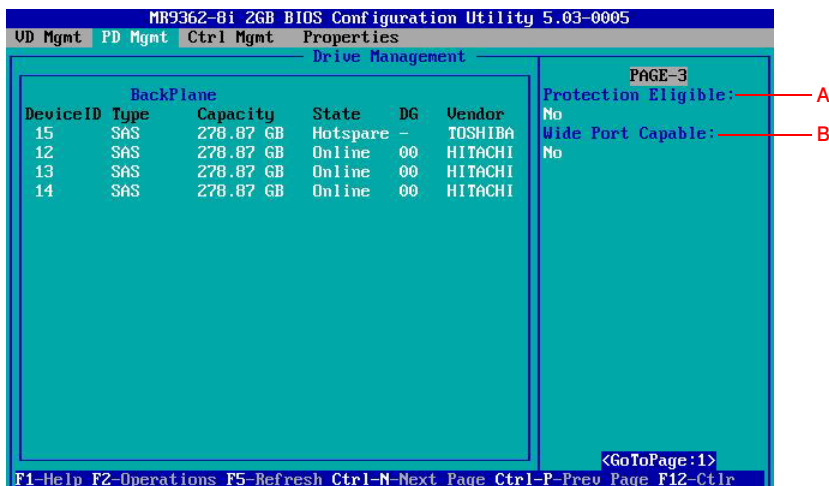 MR9362-8i 2GB BIOS Configuration Utility 5.03-0005
VD Mgmt PD Mgmt Ctrl Mgmt Properties
Drive Management
BackPlane
DeviceID Type Capacity State DG Vendor
15 SAS 278.87 GB Hotspare – TOSHIBA
12 SAS 278.87 GB Online 00 HITACHI
13 SAS 278.87 GB Online 00 HITACHI
14 SAS 278.87 GB Online 00 HITACHI
PAGE-3
Protection Eligible:
No
Wide Port Capable:
No
A
B
<GoToPage:1>
F1-Help F2-Operations F5-Refresh Ctrl-N-Next Page Ctrl-P-Prev Page F12-Ctlr